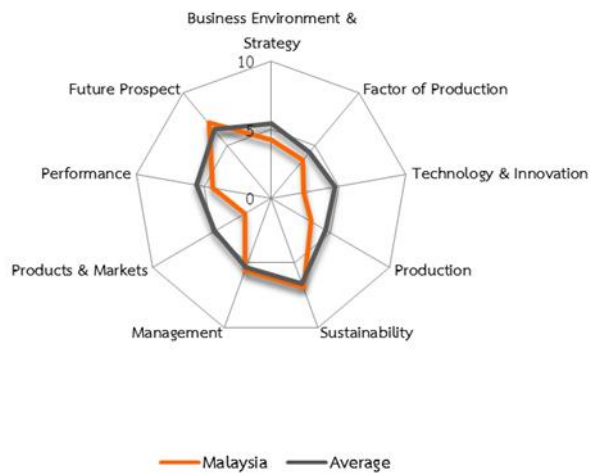 Business Environment &
Strategy
10
Future Prospect
Factor of Production
5
Performance
Technology & Innovation
0
Products & Markets
Production
Management
Sustainability
Malaysia
Average